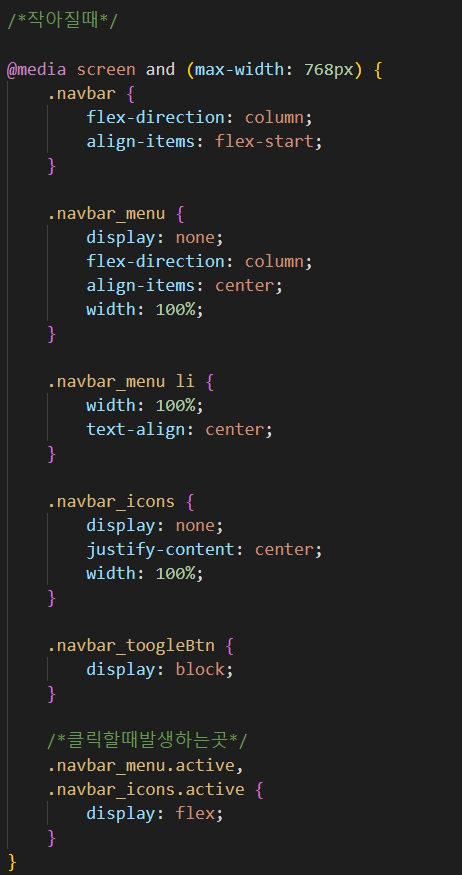 /*작아질때*/
@media screen and (max-width: 768px) {
.navbar {
flex-direction: column;
align-items: flex-start;
}
.navbar_menu {
display: none;
flex-direction: column;
align-items: center;
width: 100%;
}
.navbar_menu li {
width: 100%;
text-align: center;
}
.navbar_icons {
display: none;
justify-content: center;
width: 100%;
}
.navbar_toogleBtn {
display: block;
}
/*클릭할때발생하는곳*/
.navbar_menu.active,
.navbar_icons.active {
display: flex;
}
}